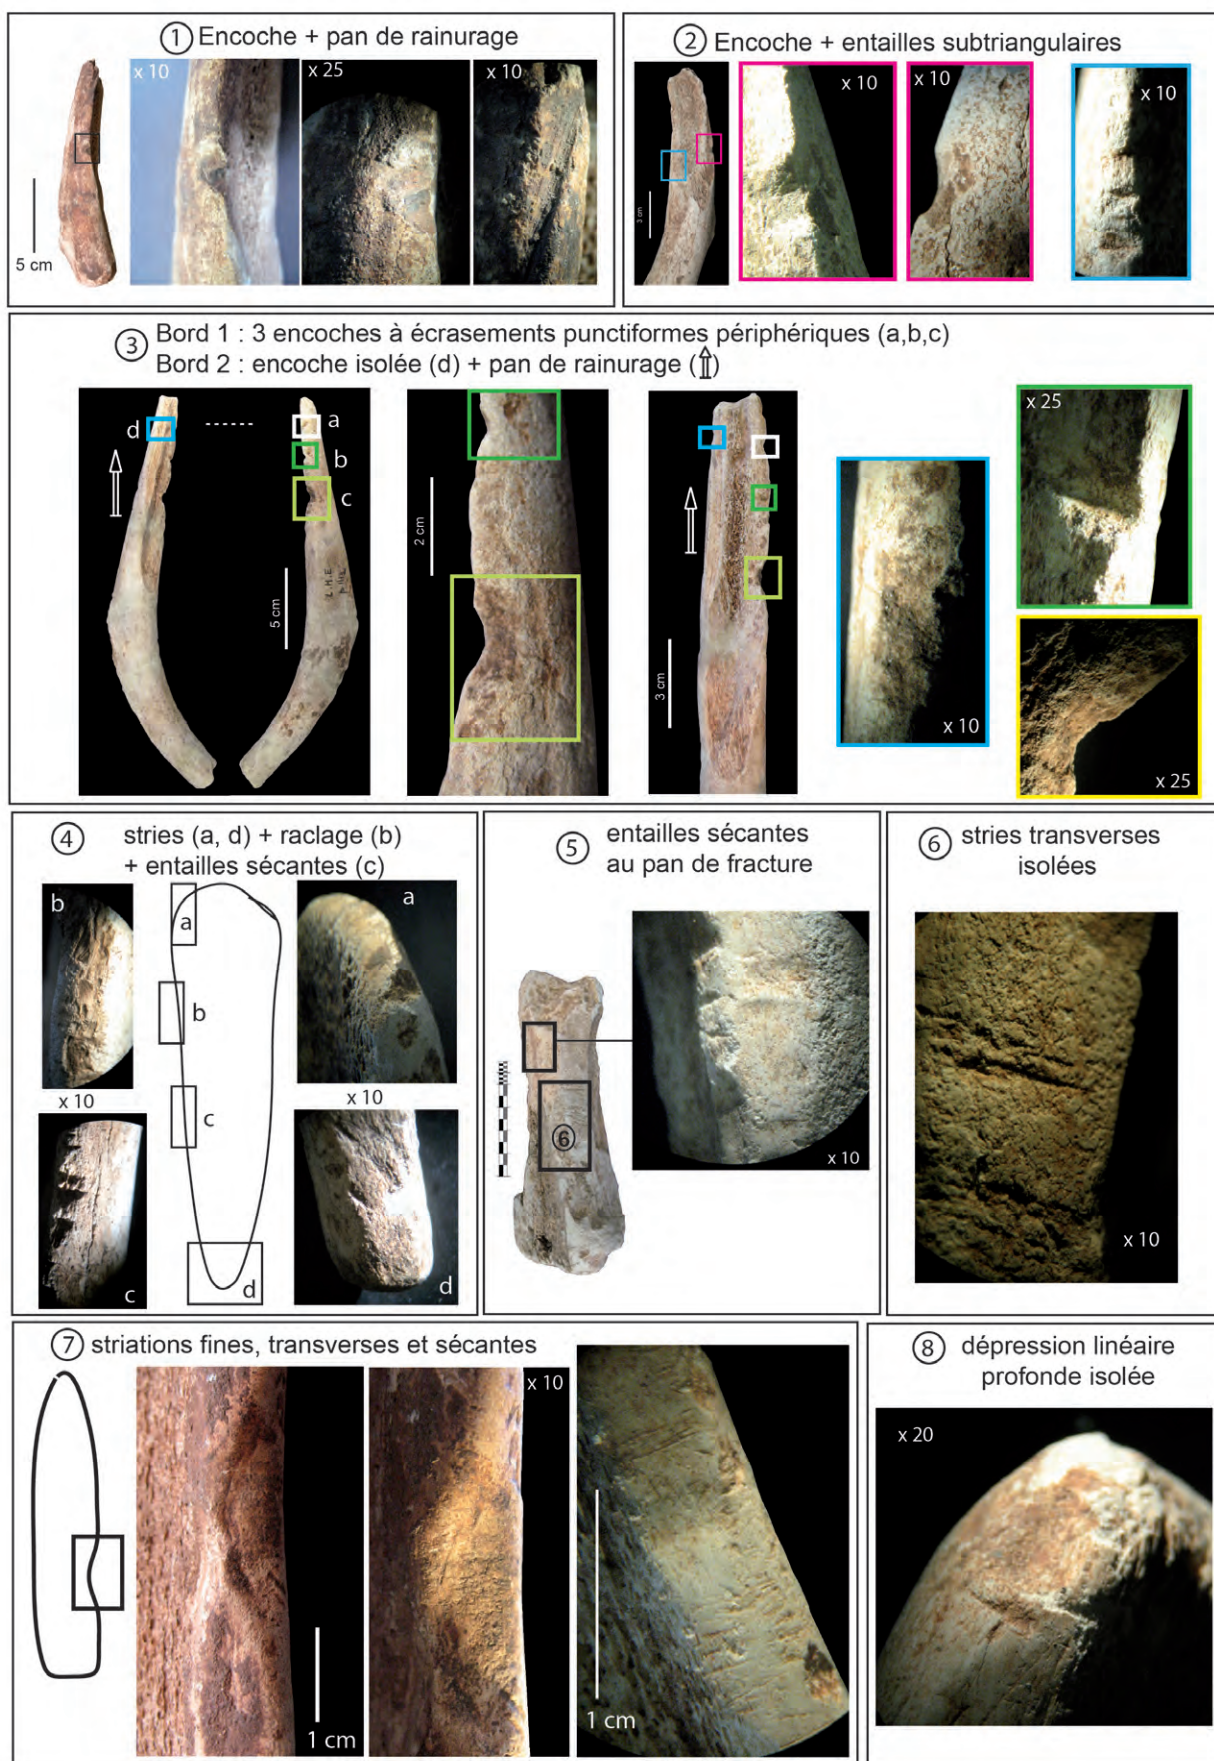 1 Encoche + pan de rainurage
x 10
x 25
x 10
5 cm
2 Encoche + entailles subtriangulaires
x 10
x 10
x 10
3 cm
3 Bord 1 : 3 encoches à écrasements punctiformes périphériques (a,b,c)
Bord 2 : encoche isolée (d) + pan de rainurage (⇑)
d
a
b
c
5 cm
2 cm
3 cm
x 10
x 25
x 25
4 stries (a, d) + raclage (b)
+ entailles sécantes (c)
b
x 10
c
a
b
c
d
a
x 10
d
5 entailles sécantes
au pan de fracture
6
x 10
6 stries transverses
isolées
x 10
7 striations fines, transverses et sécantes
1 cm
x 10
1 cm
8 dépression linéaire
profonde isolée
x 20